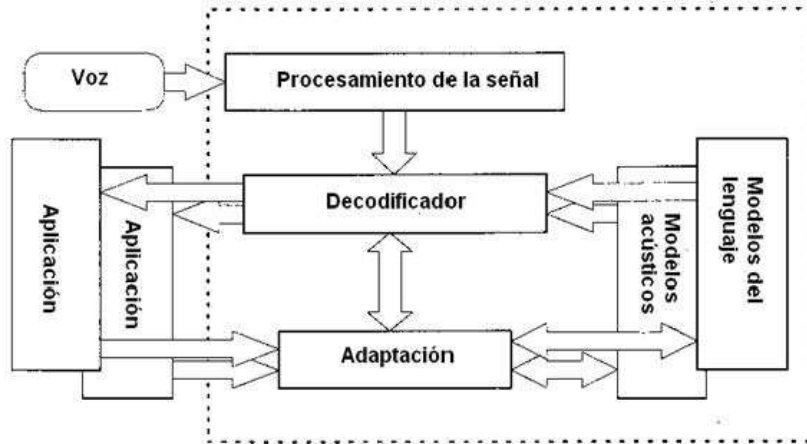 Voz
Procesamiento de la señal
Decodificador
Aplicación
Aplicación
Modelos
acústicos
Modelos del
lenguaje
Adaptación